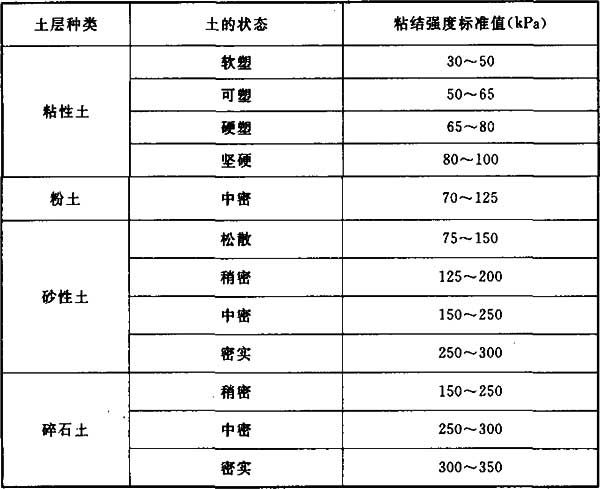 土层种类 土的状态 粘结强度标准值(kPa)
粘性土 软塑 30～50
可塑 50～65
硬塑 65～80
坚硬 80～100
粉土 中密 70～125
砂性土 松散 75～150
稍密 125～200
中密 150～250
密实 250～300
碎石土 稍密 150～250
中密 250～300
密实 300～350